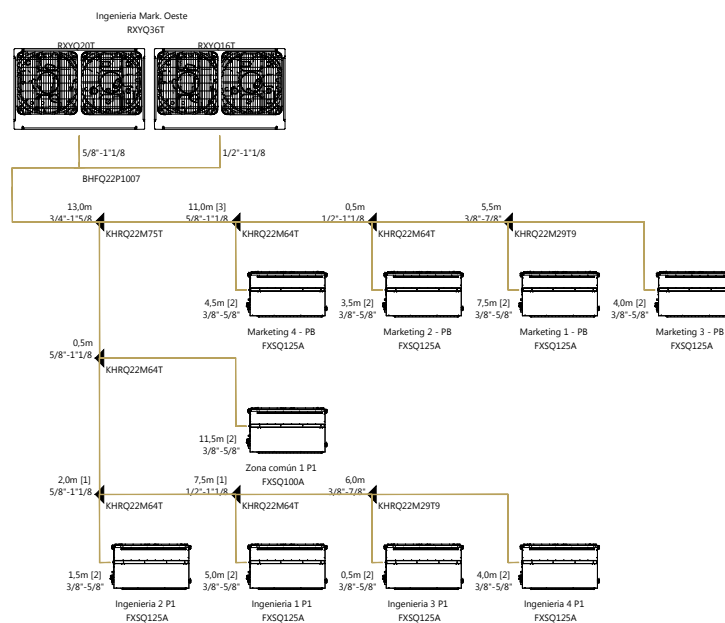 Ingenieria Mark. Oeste
RXYQ36T
RXYQ20T
RXYQ16T
5/8"-1"1/8
1/2"-1"1/8
BHFQ22P1007
13,0m
3/4"-1"5/8
KHRQ22M75T
11,0m [3]
5/8"-1"1/8
KHRQ22M64T
0,5m
1/2"-1"1/8
KHRQ22M64T
5,5m
3/8"-7/8"
KHRQ22M29T9
4,5m [2]
3/8"-5/8"
3,5m [2]
3/8"-5/8"
7,5m [2]
3/8"-5/8"
4,0m [2]
3/8"-5/8"
Marketing 4 - PB
FXSQ125A
Marketing 2 - PB
FXSQ125A
Marketing 1 - PB
FXSQ125A
Marketing 3 - PB
FXSQ125A
0,5m
5/8"-1"1/8
KHRQ22M64T
11,5m [2]
3/8"-5/8"
Zona común 1 P1
FXSQ100A
2,0m [1]
5/8"-1"1/8
KHRQ22M64T
7,5m [1]
1/2"-1"1/8
KHRQ22M64T
6,0m
3/8"-7/8"
KHRQ22M29T9
1,5m [2]
3/8"-5/8"
5,0m [2]
3/8"-5/8"
0,5m [2]
3/8"-5/8"
4,0m [2]
3/8"-5/8"
Ingenieria 2 P1
FXSQ125A
Ingenieria 1 P1
FXSQ125A
Ingenieria 3 P1
FXSQ125A
Ingenieria 4 P1
FXSQ125A